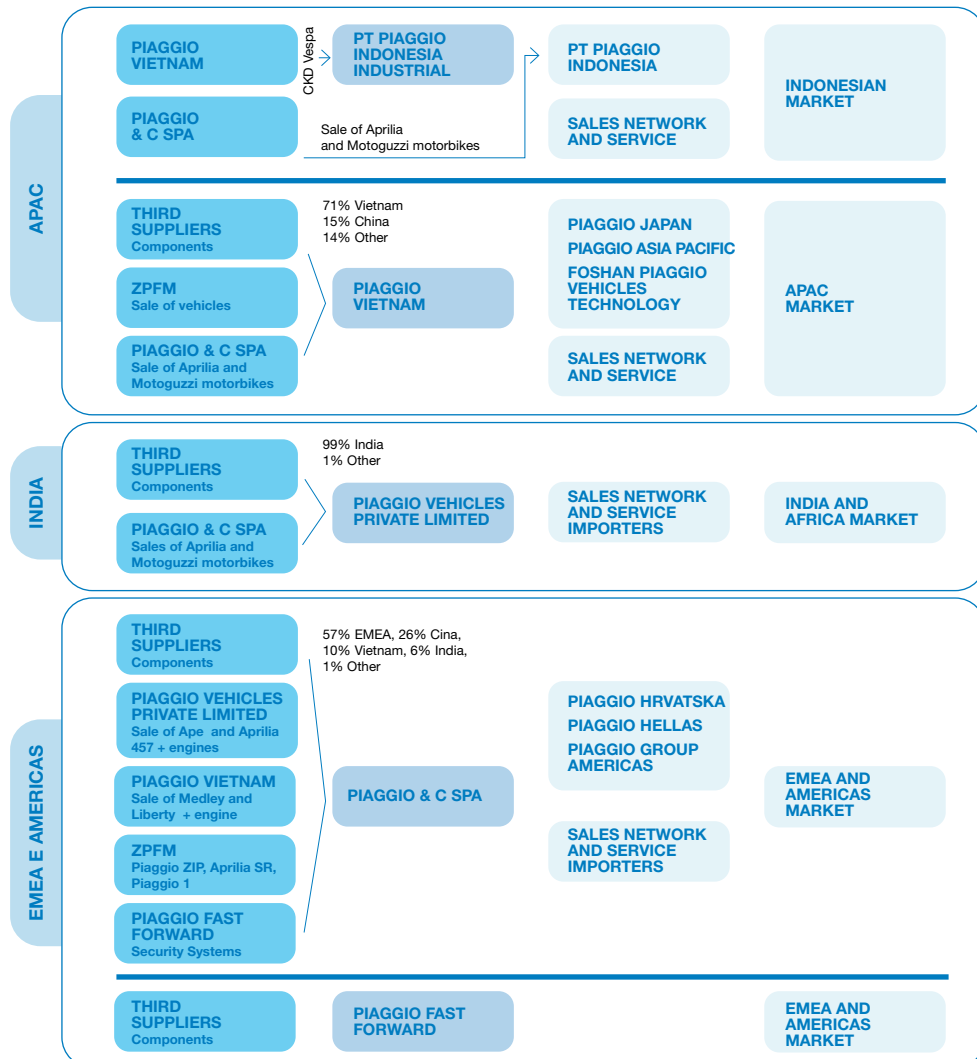 APAC
PIAGGIO
VIETNAM
CKD Vespa
PT PIAGGIO
INDONESIA
INDUSTRIAL
PT PIAGGIO
INDONESIA
INDONESIAN
MARKET
PIAGGIO
& C SPA
Sale of Aprilia
and Motoguzzi motorbikes
SALES NETWORK
AND SERVICE
THIRD
SUPPLIERS
Components
71% Vietnam
15% China
14% Other
ZPFM
Sale of vehicles
PIAGGIO & C SPA
Sale of Aprilia and
Motoguzzi motorbikes
PIAGGIO
VIETNAM
PIAGGIO JAPAN
PIAGGIO ASIA PACIFIC
FOSHAN PIAGGIO
VEHICLES
TECHNOLOGY
SALES NETWORK
AND SERVICE
APAC
MARKET
INDIA
THIRD
SUPPLIERS
Components
99% India
1% Other
PIAGGIO & C SPA
Sales of Aprilia and
Motoguzzi motorbikes
PIAGGIO VEHICLES
PRIVATE LIMITED
SALES NETWORK
AND SERVICE
IMPORTERS
INDIA AND
AFRICA MARKET
EMEA E AMERICAS
THIRD
SUPPLIERS
Components
57% EMEA, 26% Cina,
10% Vietnam, 6% India,
1% Other
PIAGGIO VEHICLES
PRIVATE LIMITED
Sale of Ape and Aprilia
457 + engines
PIAGGIO VIETNAM
Sale of Medley and
Liberty + engine
ZPFM
Piaggio ZIP, Aprilia SR,
Piaggio 1
PIAGGIO FAST
FORWARD
Security Systems
PIAGGIO & C SPA
PIAGGIO HRVATSKA
PIAGGIO HELLAS
PIAGGIO GROUP
AMERICAS
SALES NETWORK
AND SERVICE
IMPORTERS
EMEA AND
AMERICAS
MARKET
THIRD
SUPPLIERS
Components
PIAGGIO FAST
FORWARD
EMEA AND
AMERICAS
MARKET